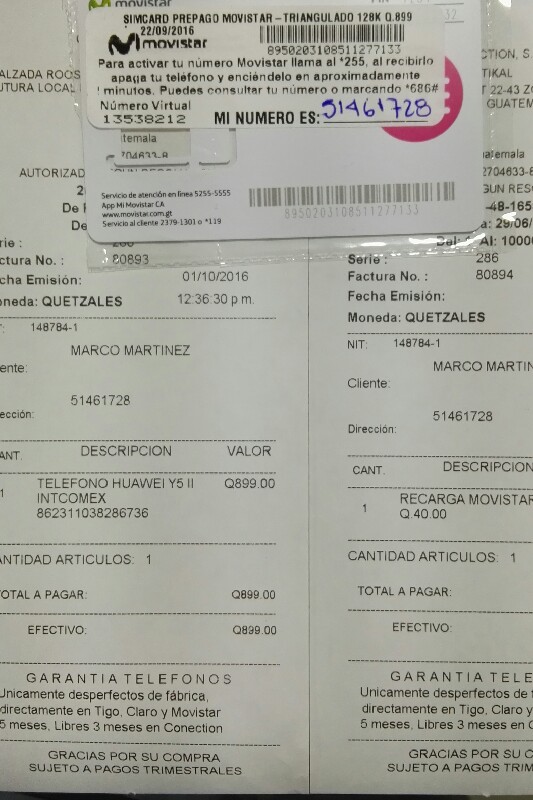 movistar
SIMCARD PREPAGO MOVISTAR -TRIANGULADO 128K Q.899
22/09/2016
movistar
8950203108511277133
Para activar tu número Movistar llama al *255, al recibirlo
apaga tu teléfono y enciéndelo en aproximadamente
minutos. Puedes consultar tu número o marcando *686#
Número Virtual
13538212
MI NUMERO ES: 51461728
Servicio de atención en línea 5255-5555
App Mi Movistar CA
www.movistar.com.gt
Servicio al cliente 2379-1301 o *119
8950203108511277133
ALZADA ROOS
UTURA LOCAL
temala
704633-8
AUTORIZAD
De
De
rie :
Factura No. : 80893
cha Emisión: 01/10/2016
oneda: QUETZALES 12:36:30 p.m.
T: 148784-1
MARCO MARTINEZ
ente:
51461728
ección:
ANT. DESCRIPCION VALOR
1 TELEFONO HUAWEI Y5 II Q899.00
INTCOMEX
862311038286736
ANTIDAD ARTICULOS: 1
OTAL A PAGAR: Q899.00
EFECTIVO: Q899.00
GARANTIA TELEFONOS
Unicamente desperfectos de fábrica,
directamente en Tigo, Claro y Movistar
5 meses, Libres 3 meses en Conection
GRACIAS POR SU COMPRA
SUJETO A PAGOS TRIMESTRALES
CTION, S.
TIKAL
22-43 ZO
GUATEM
temala
2704633-8
GUN RESO
-48-165
a: 29/06/
Del: Al: 10000
Serie : 286
Factura No. : 80894
Fecha Emisión:
Moneda: QUETZALES
NIT: 148784-1
MARCO MARTIN
Cliente:
51461728
Dirección:
CANT. DESCRIPCION
1 RECARGA MOVISTAR
Q.40.00
CANTIDAD ARTICULOS: 1
TOTAL A PAGAR:
EFECTIVO:
GARANTIA TELE
Unicamente desperfectos de f
directamente en Tigo, Claro y
5 meses, Libres 3 meses en C
GRACIAS POR SU C
SUJETO A PAGOS TRIM